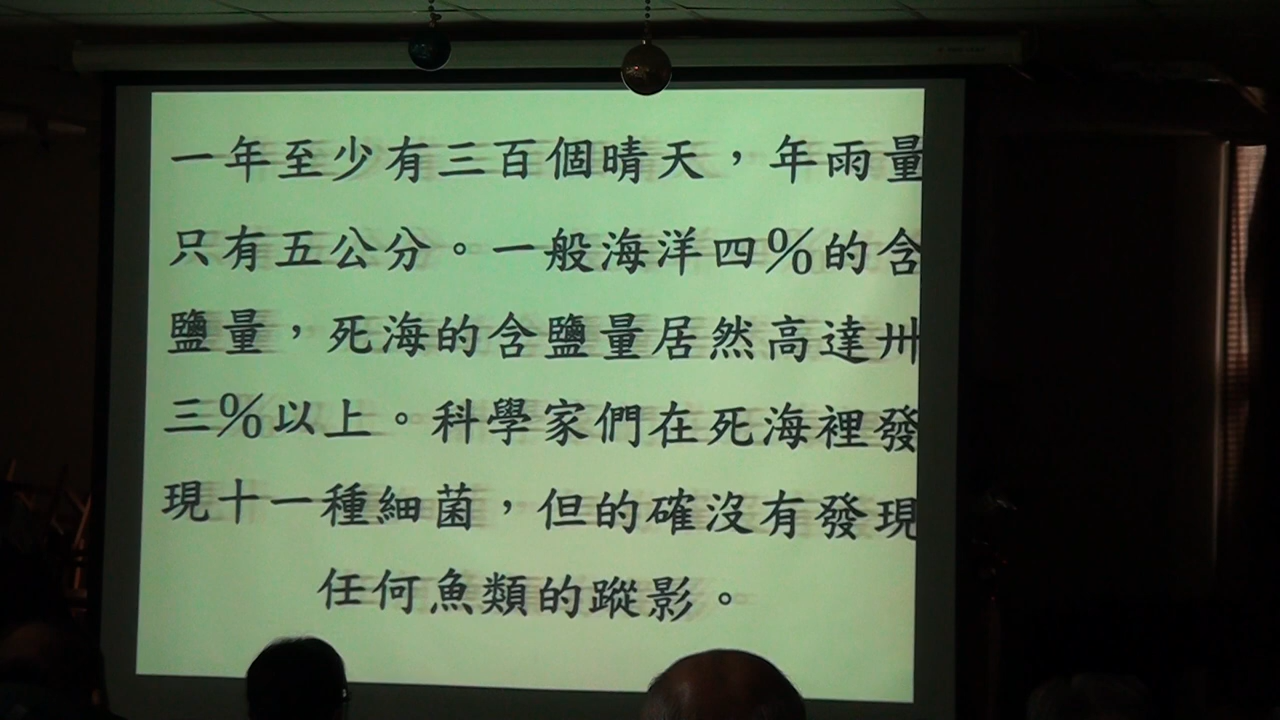 一年至少有三百個晴天，年雨量
只有五公分。一般海洋四%的含
鹽量，死海的含鹽量居然高達卅
三%以上。科學家們在死海裡發
現十一種細菌，但的確沒有發現
任何魚類的蹤影。